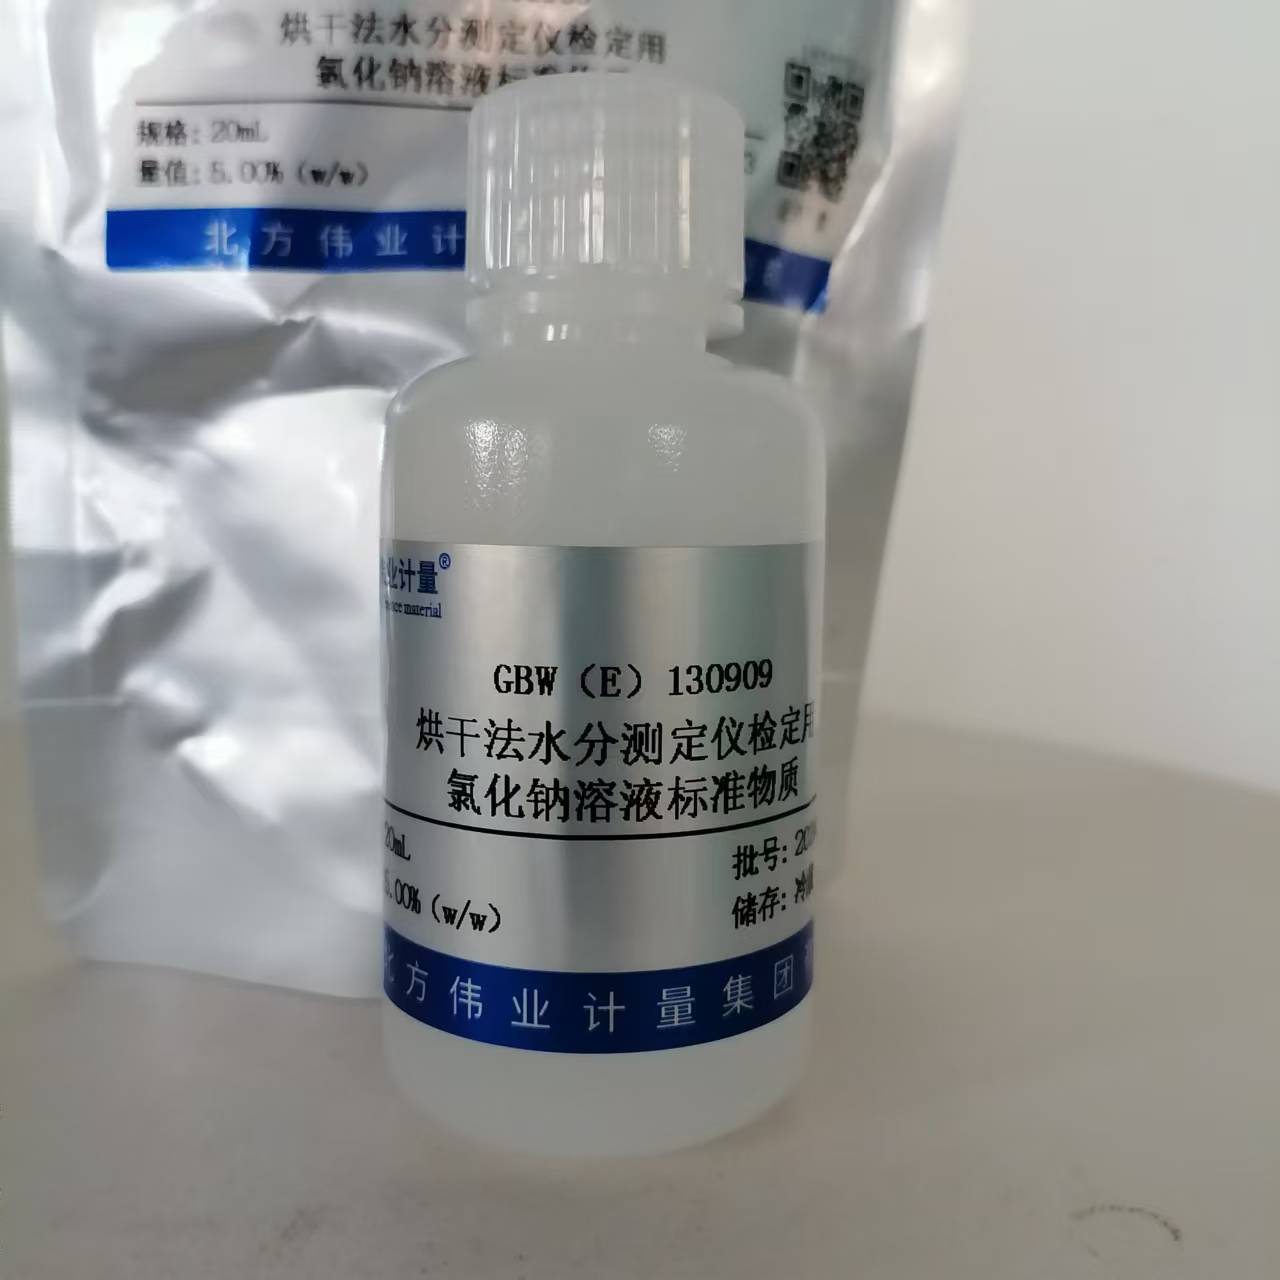 烘干法水分测定仪检定用
氯化钠溶液标
规格: 20mL
量值: 5.00% (w/w)
北方伟业计
业计量®
material
GBW (E) 130909
烘干法水分测定仪检定用
氯化钠溶液标准物质
20mL
5.00% (w/w)
批号: 20
储存: 冷
北方伟业计量集团